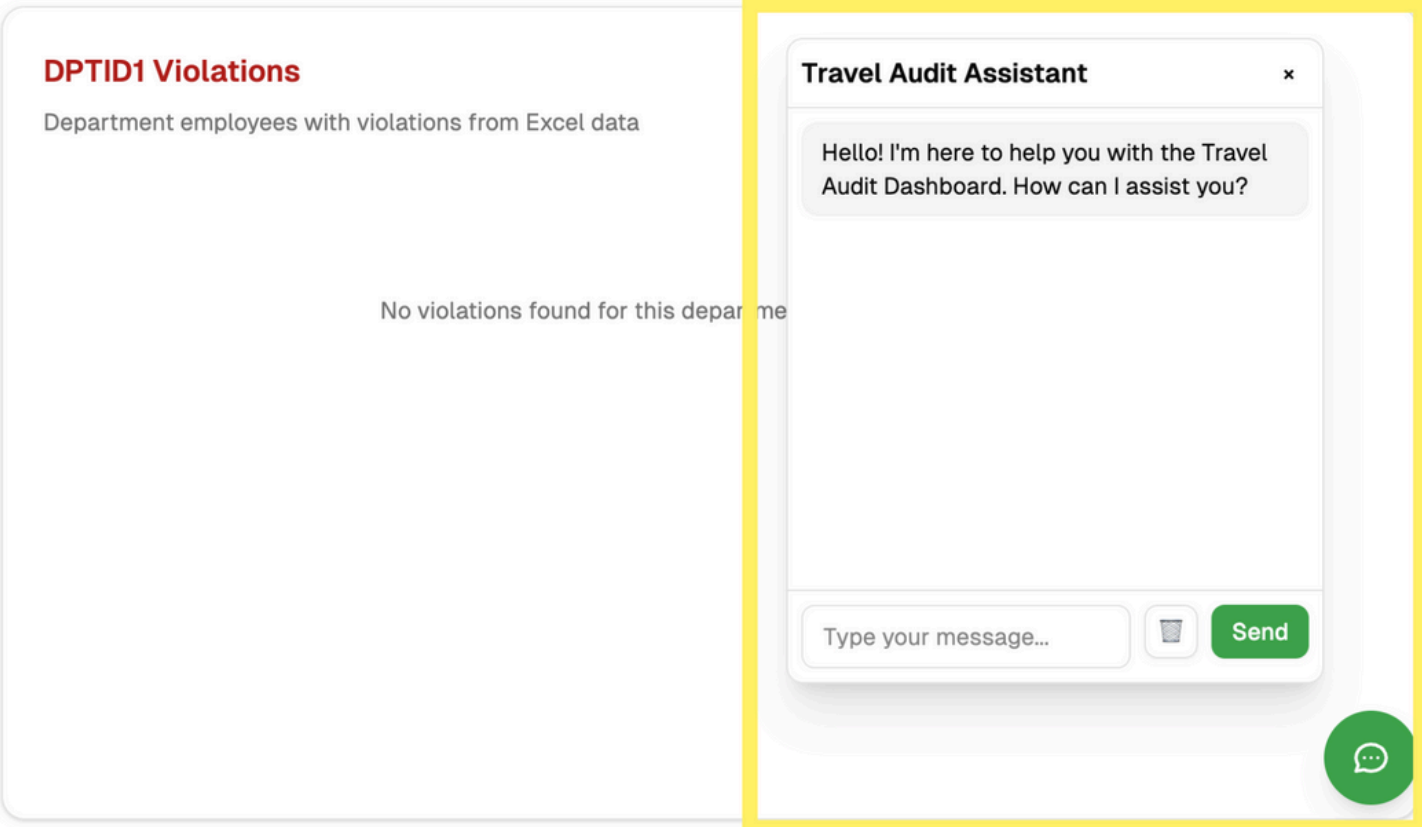 DPTID1 Violations
Department employees with violations from Excel data
No violations found for this depar me
Travel Audit Assistant ×
Hello! I'm here to help you with the Travel
Audit Dashboard. How can I assist you?
Type your message...
Send